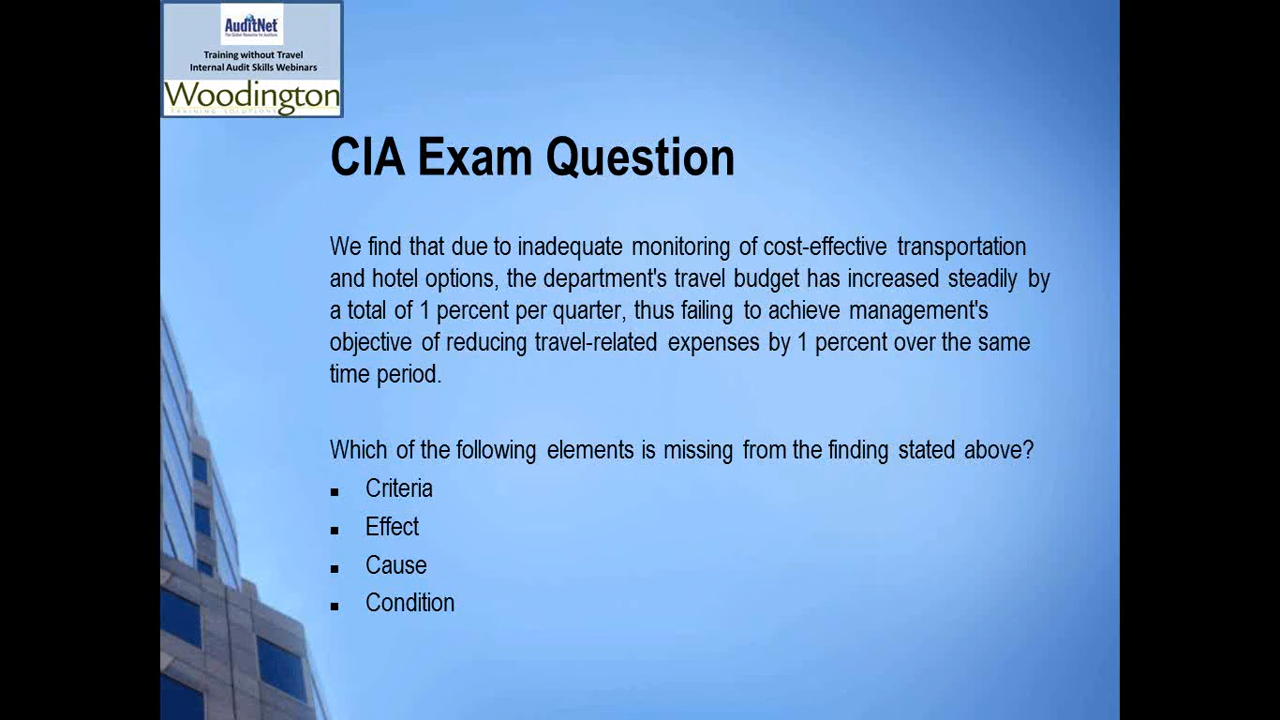 AuditNet
Training without Travel
Internal Audit Skills Webinars
Woodington
TRAINING SOLUTIONS
CIA Exam Question
We find that due to inadequate monitoring of cost-effective transportation
and hotel options, the department's travel budget has increased steadily by
a total of 1 percent per quarter, thus failing to achieve management's
objective of reducing travel-related expenses by 1 percent over the same
time period.
Which of the following elements is missing from the finding stated above?
Criteria
Effect
Cause
Condition